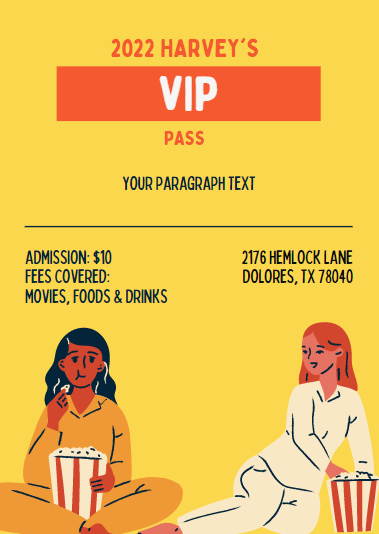 2022 HARVEY'S
VIP
PASS
YOUR PARAGRAPH TEXT
ADMISSION: $10
FEES COVERED:
MOVIES, FOODS & DRINKS
2176 HEMLOCK LANE
DOLORES, TX 78040